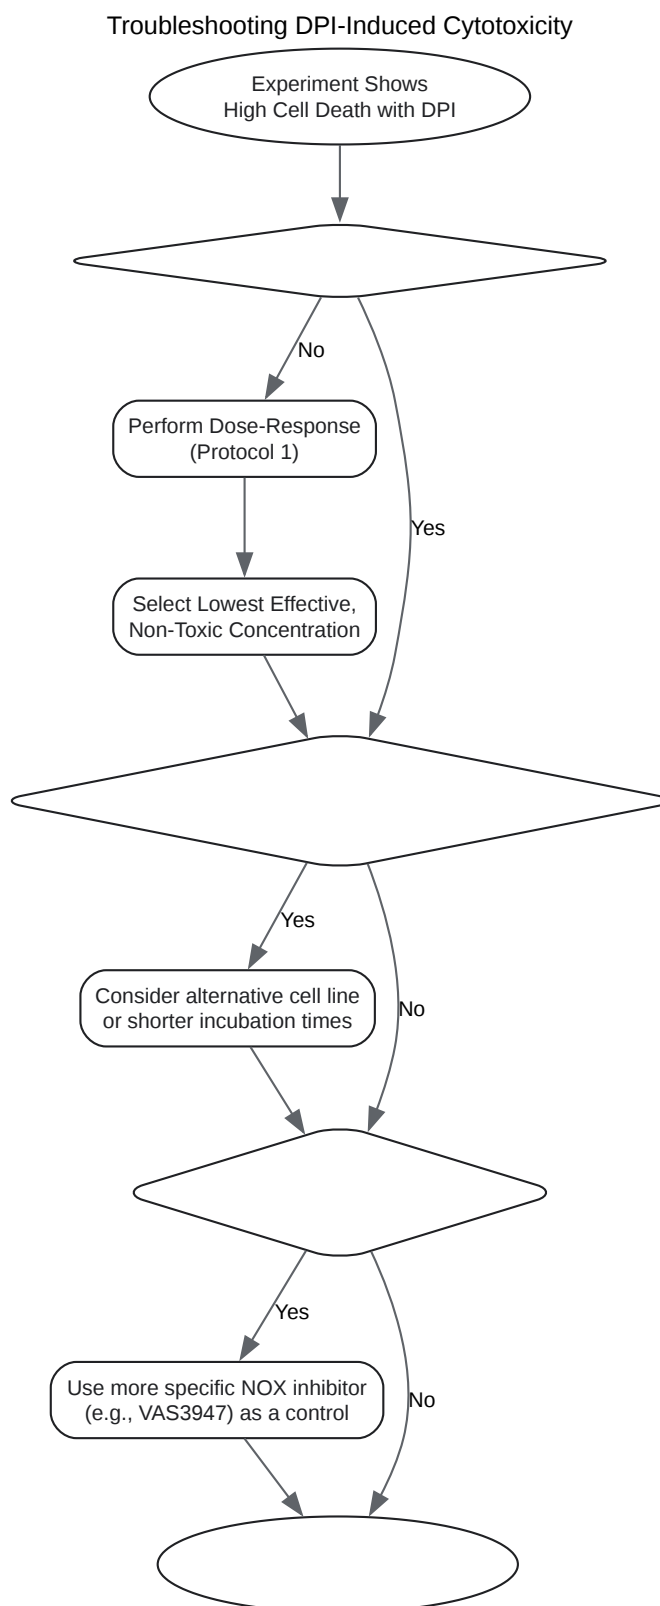 Troubleshooting DPI-Induced Cytotoxicity
Experiment Shows
High Cell Death with DPI
No
Perform Dose-Response
(Protocol 1)
Yes
Select Lowest Effective,
Non-Toxic Concentration
Yes
Consider alternative cell line
or shorter incubation times
No
Yes
Use more specific NOX inhibitor
(e.g., VAS3947) as a control
No